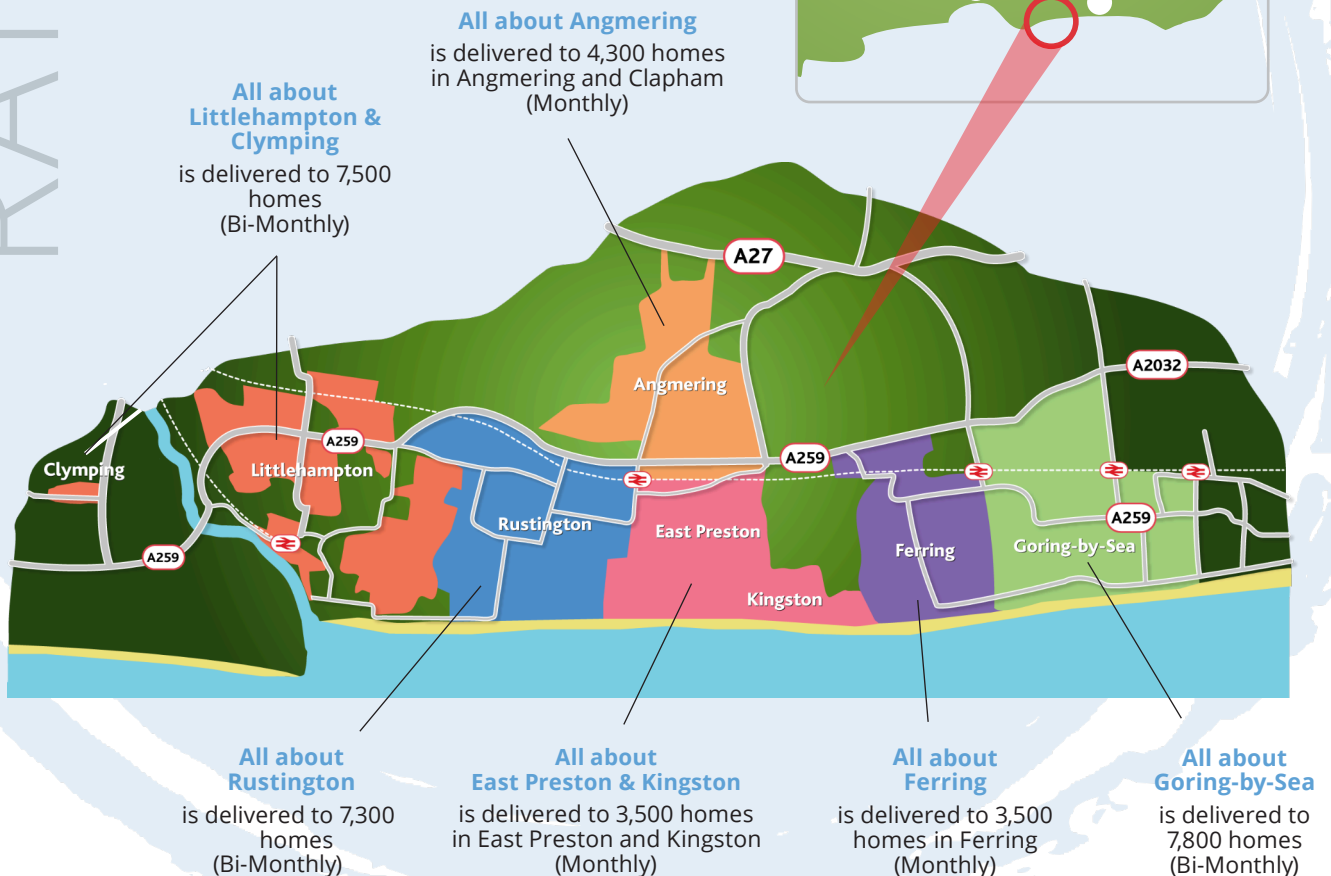 RAT
All about Angmering
is delivered to 4,300 homes
in Angmering and Clapham
(Monthly)
All about
Littlehampton &
Clymping
is delivered to 7,500
homes
(Bi-Monthly)
A27
A2032
Angmering
A259
A259
Clymping
Littlehampton
A259
Rustington
East Preston
A259
Ferring
Goring-by-Sea
Kingston
All about
Rustington
is delivered to 7,300
homes
(Bi-Monthly)
All about
East Preston & Kingston
is delivered to 3,500 homes
in East Preston and Kingston
(Monthly)
All about
Ferring
is delivered to 3,500
homes in Ferring
(Monthly)
All about
Goring-by-Sea
is delivered to
7,800 homes
(Bi-Monthly)